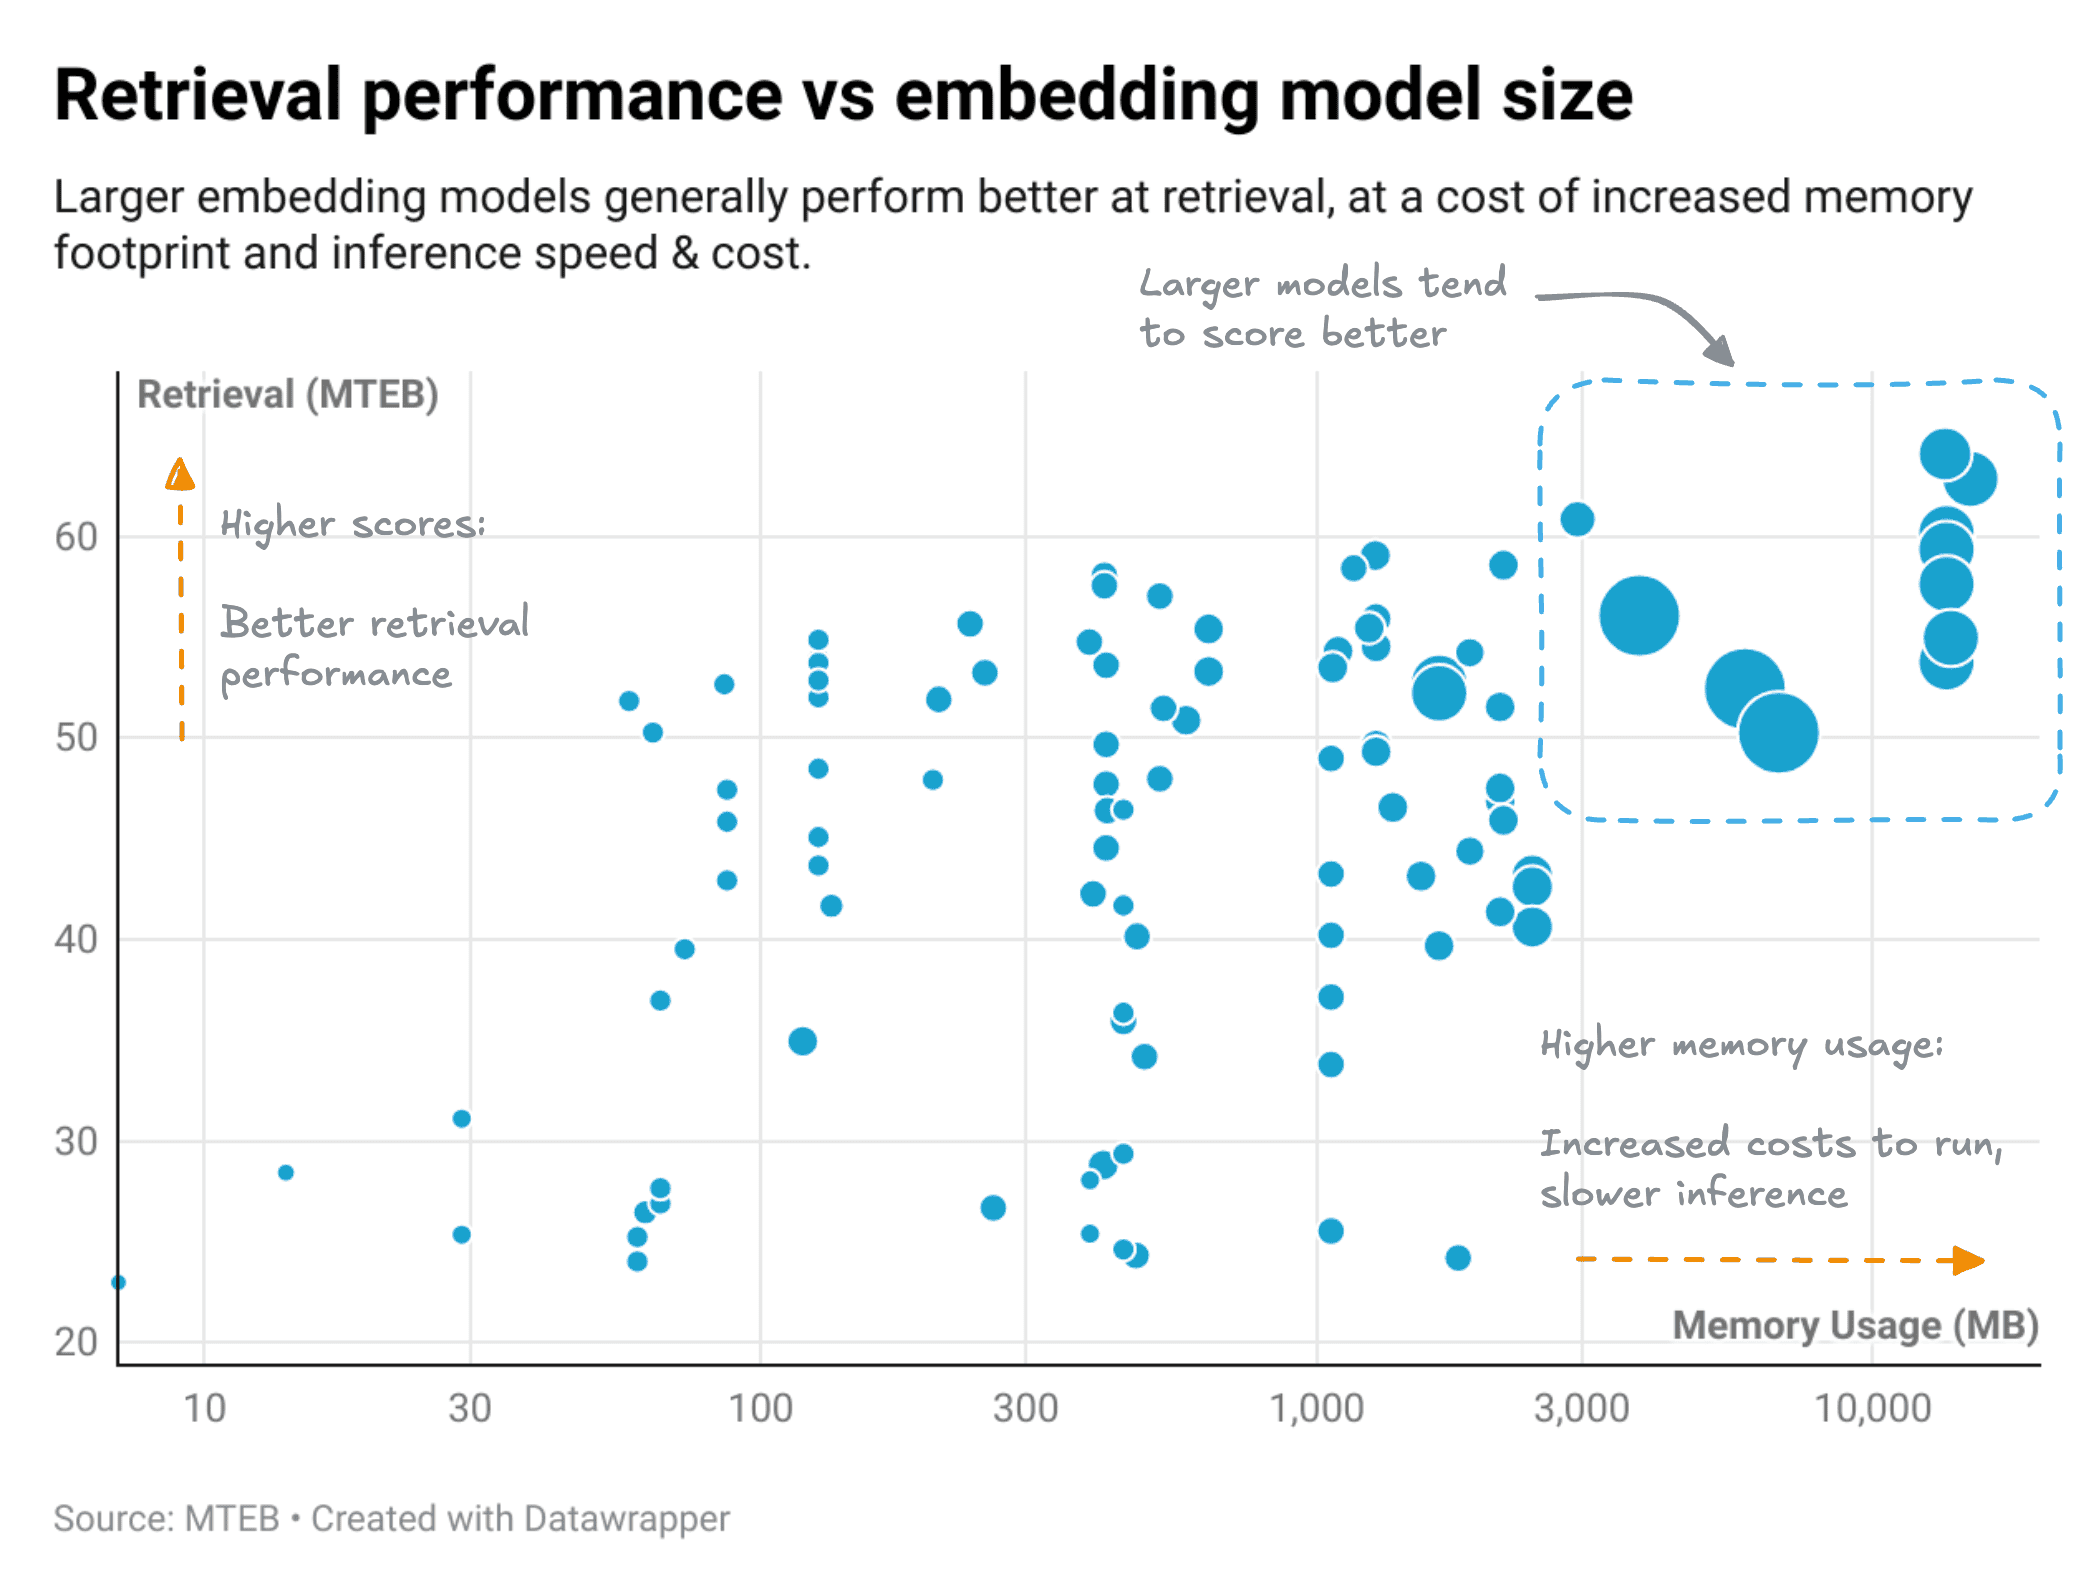 Retrieval performance vs embedding model size
Larger embedding models generally perform better at retrieval, at a cost of increased memory
footprint and inference speed & cost.
Larger models tend
to score better
Retrieval (MTEB)
Higher scores:
Better retrieval
performance
60
50
40
30
20
Higher memory usage:
Increased costs to run,
slower inference
Memory Usage (MB)
10 30 100 300 1,000 3,000 10,000
Source: MTEB • Created with Datawrapper